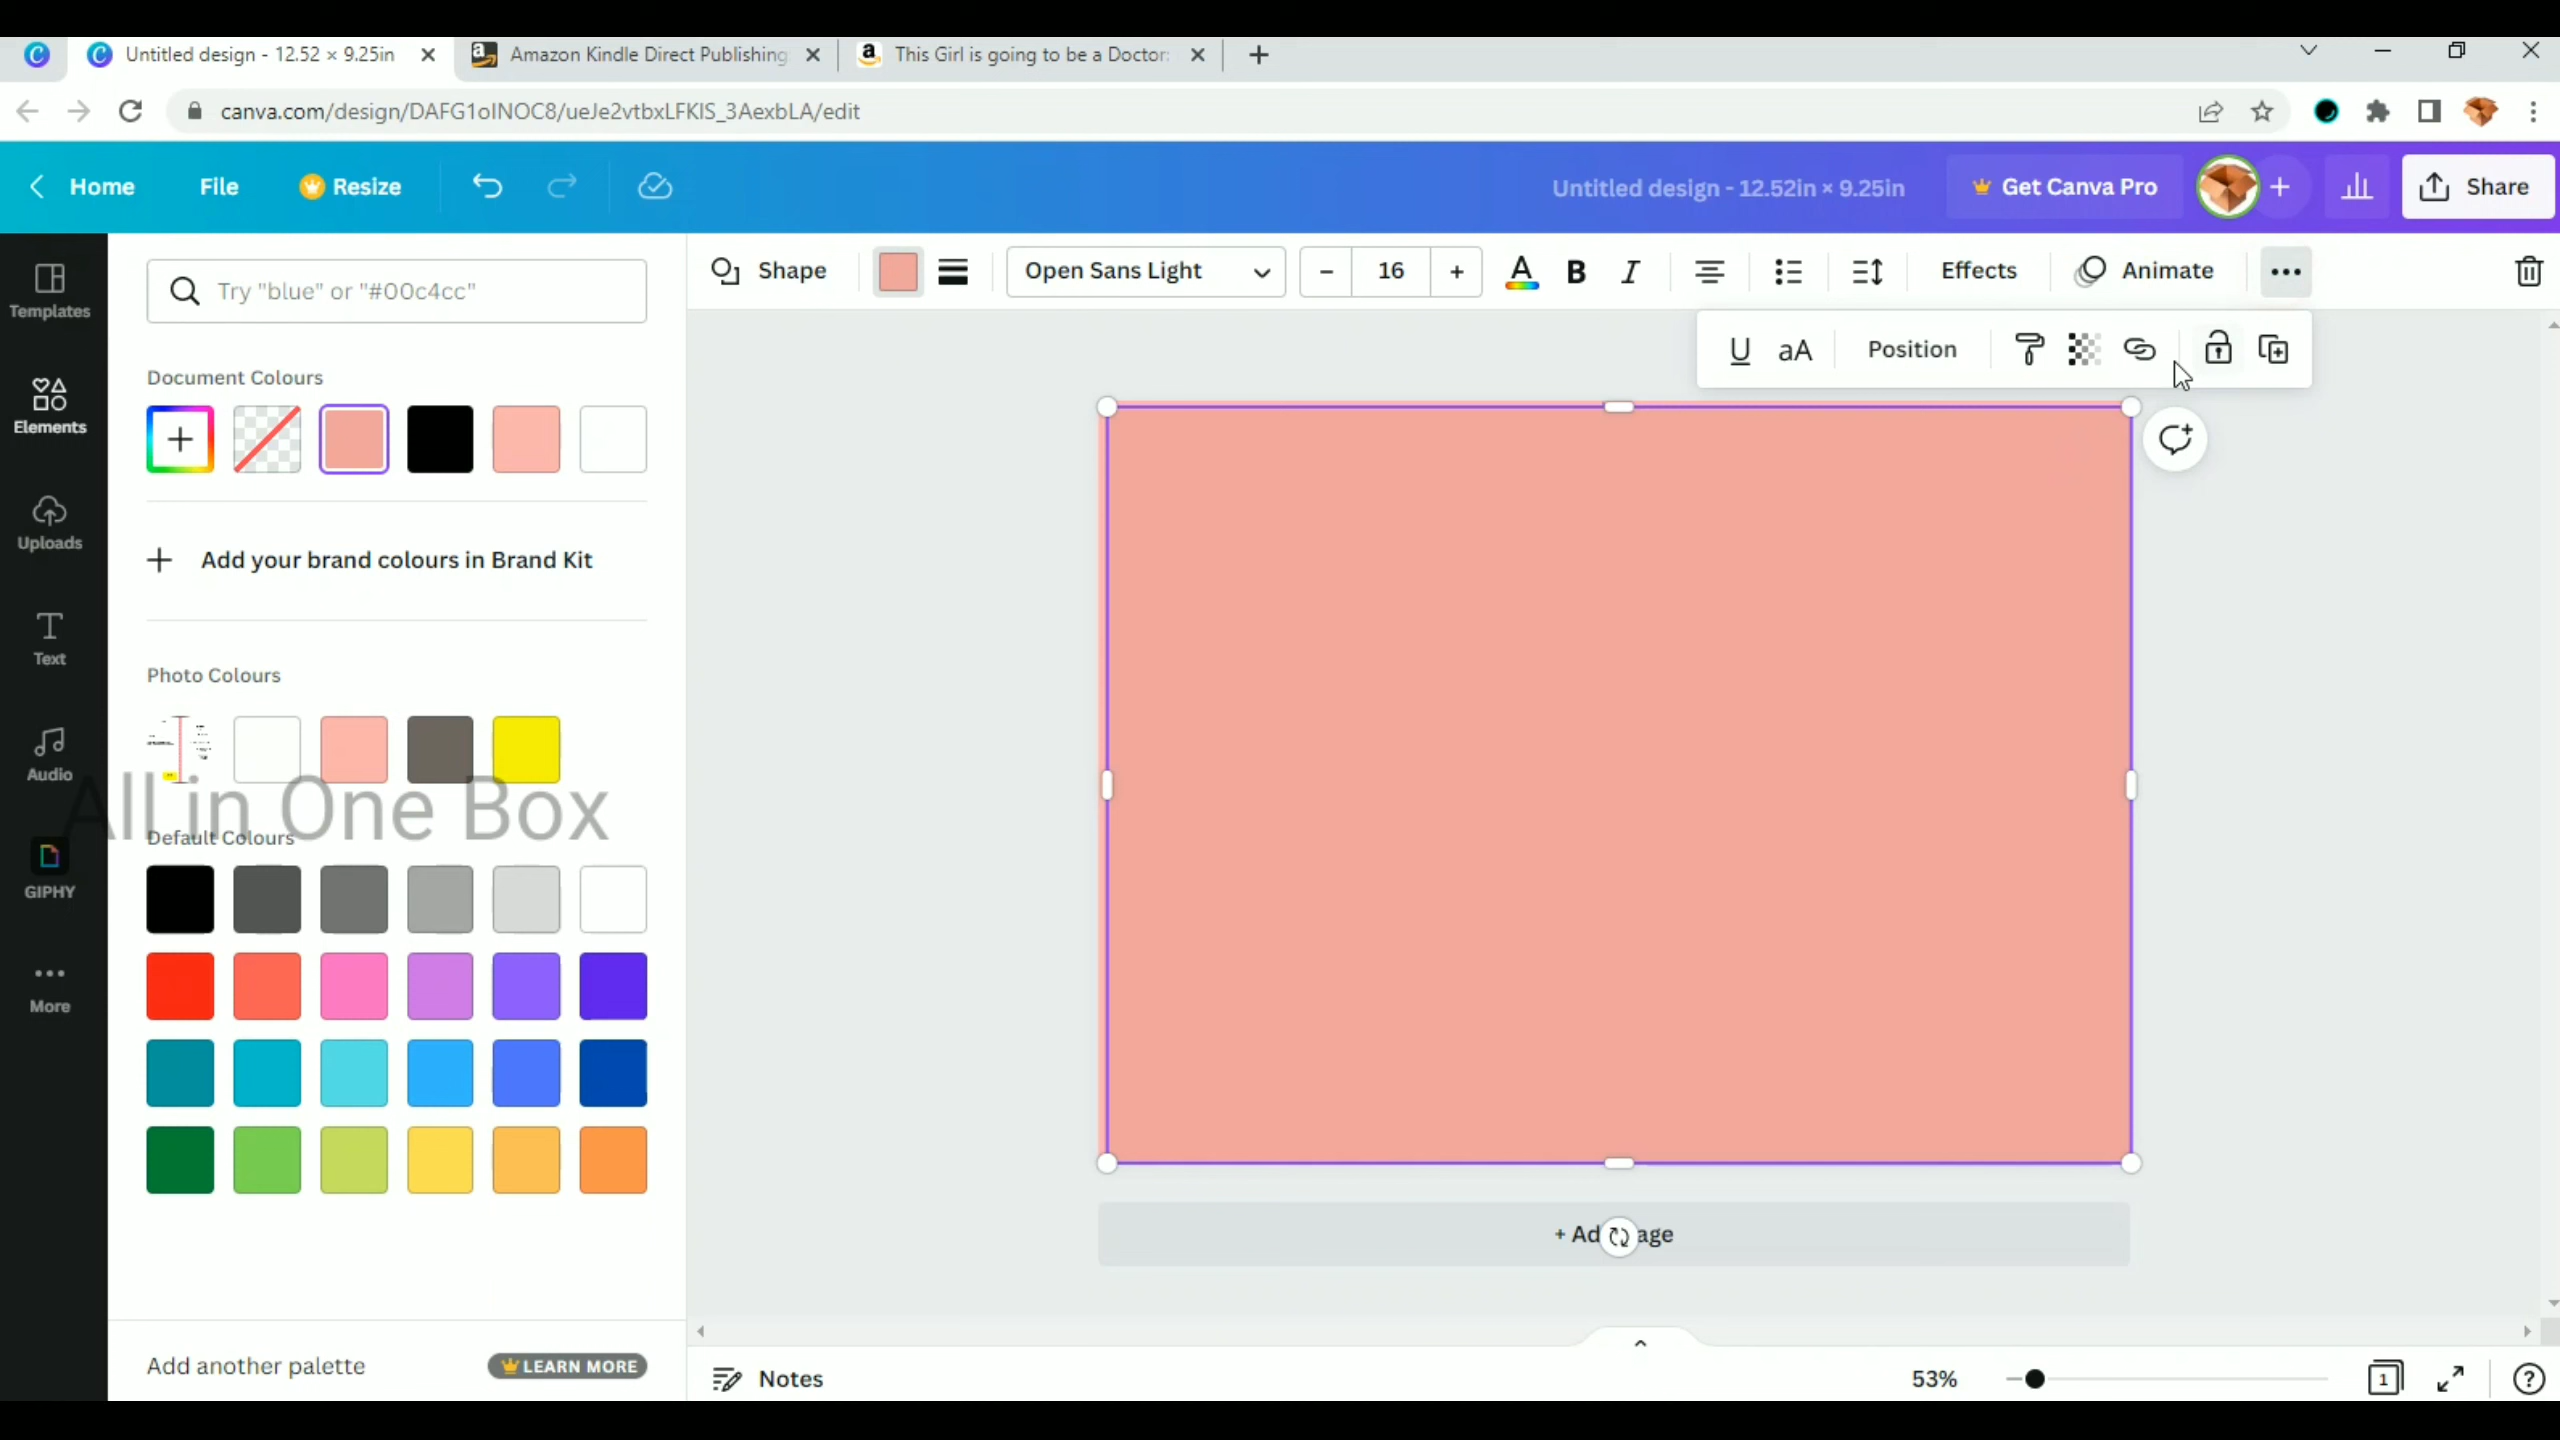 Untitled design - 12.52 × 9.25in
Amazon Kindle Direct Publishing
This Girl is going to be a Doctor:
canva.com/design/DAFG1oINOC8/ueJe2vtbxLFKIS_3AexbLA/edit
Home
File
Resize
Untitled design - 12.52in × 9.25in
Get Canva Pro
Share
Templates
Elements
Uploads
Text
Audio
GIPHY
More
Try "blue" or "#00c4cc"
Document Colours
Add your brand colours in Brand Kit
Photo Colours
All in One Box
Default Colours
Add another palette
LEARN MORE
Shape
Open Sans Light
16
A
B
I
Effects
Animate
U
aA
Position
+ Ad age
Notes
53%
1
?